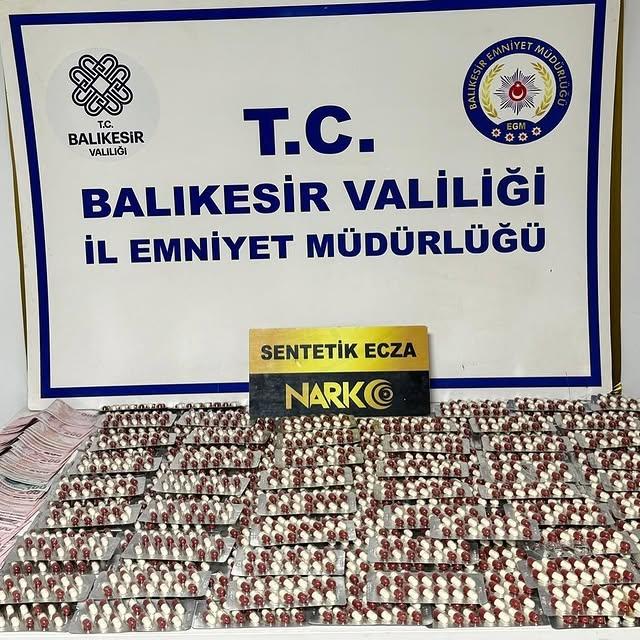 T.C.
BALIKESİR
VALİLİĞİ
BALIKESİR EMNİYET MÜDÜRLÜĞÜ
EGM
T.C.
BALIKESİR VALİLİĞİ
İL EMNİYET MÜDÜRLÜĞÜ
SENTETİK ECZA
NARKO